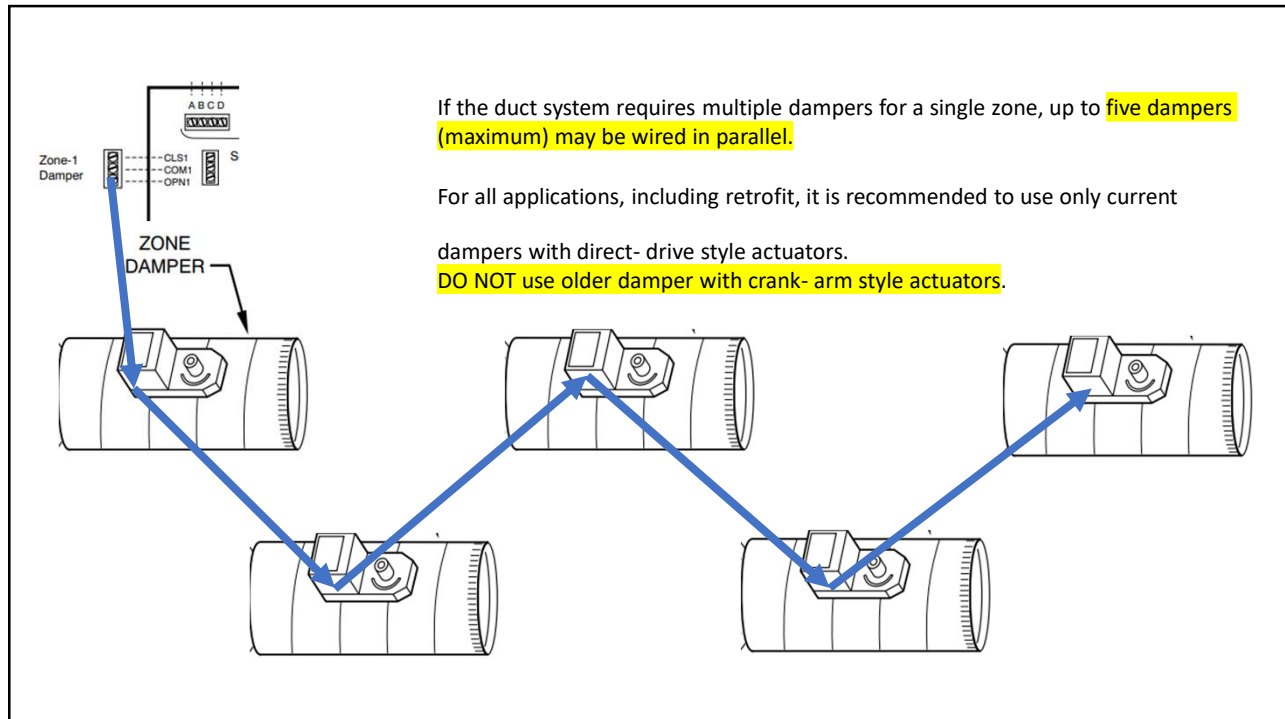 A B C D
If the duct system requires multiple dampers for a single zone, up to five dampers
(maximum) may be wired in parallel.
Zone-1
Damper
CLS1
COM1
OPN1
S
For all applications, including retrofit, it is recommended to use only current
dampers with direct- drive style actuators.
DO NOT use older damper with crank- arm style actuators.
ZONE
DAMPER